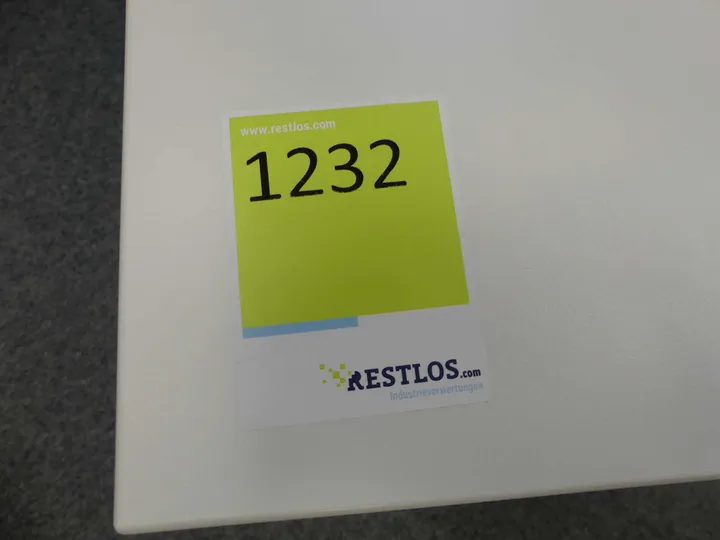 www.restlos.com
1232
RESTLOS.com
Industrieverwertungen